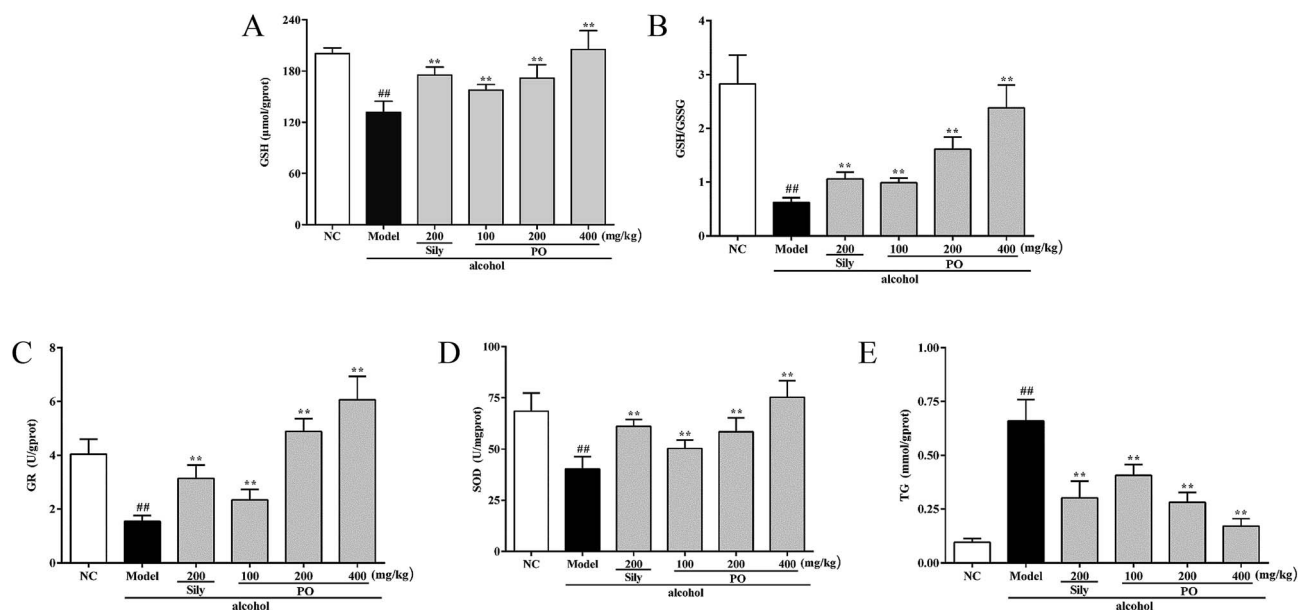 A
GSH (μmol/gprot)
240
180
120
60
0
##
**
**
**
**
NC
Model
200
100
200
400
(mg/kg)
Sily
PO
alcohol
B
GSH/GSSG
4
3
2
1
0
##
**
**
**
**
NC
Model
200
100
200
400
(mg/kg)
Sily
PO
alcohol
C
GR (U/gprot)
8
6
4
2
0
##
**
**
**
**
NC
Model
200
100
200
400
(mg/kg)
Sily
PO
alcohol
D
SOD (U/mgprot)
100
75
50
25
0
##
**
**
**
**
NC
Model
200
100
200
400
(mg/kg)
Sily
PO
alcohol
E
TG (mmol/gprot)
1.00
0.75
0.50
0.25
0.00
##
**
**
**
**
NC
Model
200
100
200
400
(mg/kg)
Sily
PO
alcohol